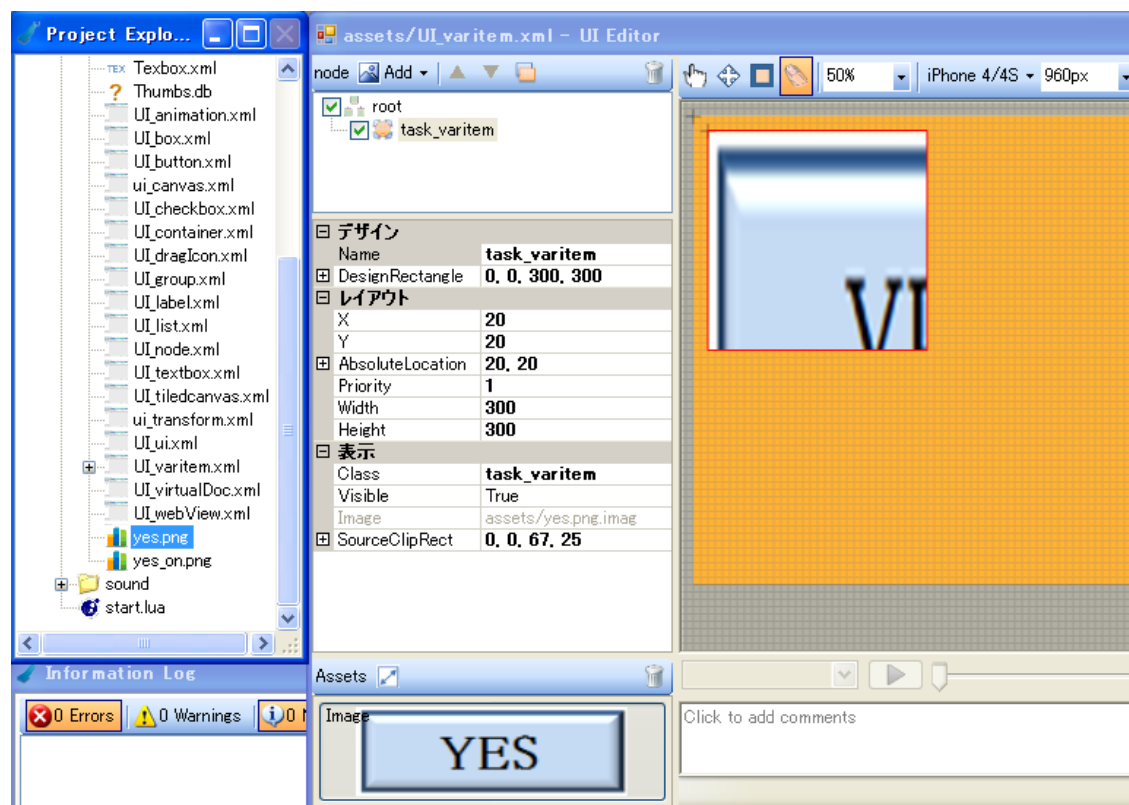 Project Explo...
Texbox.xml
Thumbs.db
UI_animation.xml
UI_box.xml
UI_button.xml
ui_canvas.xml
UI_checkbox.xml
UI_container.xml
UI_dragIcon.xml
UI_group.xml
UI_label.xml
UI_list.xml
UI_node.xml
UI_textbox.xml
UI_tiledcanvas.xml
ui_transform.xml
UI_ui.xml
UI_varitem.xml
UI_virtualDoc.xml
UI_webView.xml
yes.png
yes_on.png
sound
start.lua
Information Log
0 Errors
0 Warnings
0
assets/UI_varitem.xml - UI Editor
node Add
root
task_varitem
デザイン
Name task_varitem
DesignRectangle 0, 0, 300, 300
レイアウト
X 20
Y 20
AbsoluteLocation 20, 20
Priority 1
Width 300
Height 300
表示
Class task_varitem
Visible True
Image assets/yes.png.imag
SourceClipRect 0, 0, 67, 25
Assets
Image
YES
50% iPhone 4/4S 960px
Click to add comments